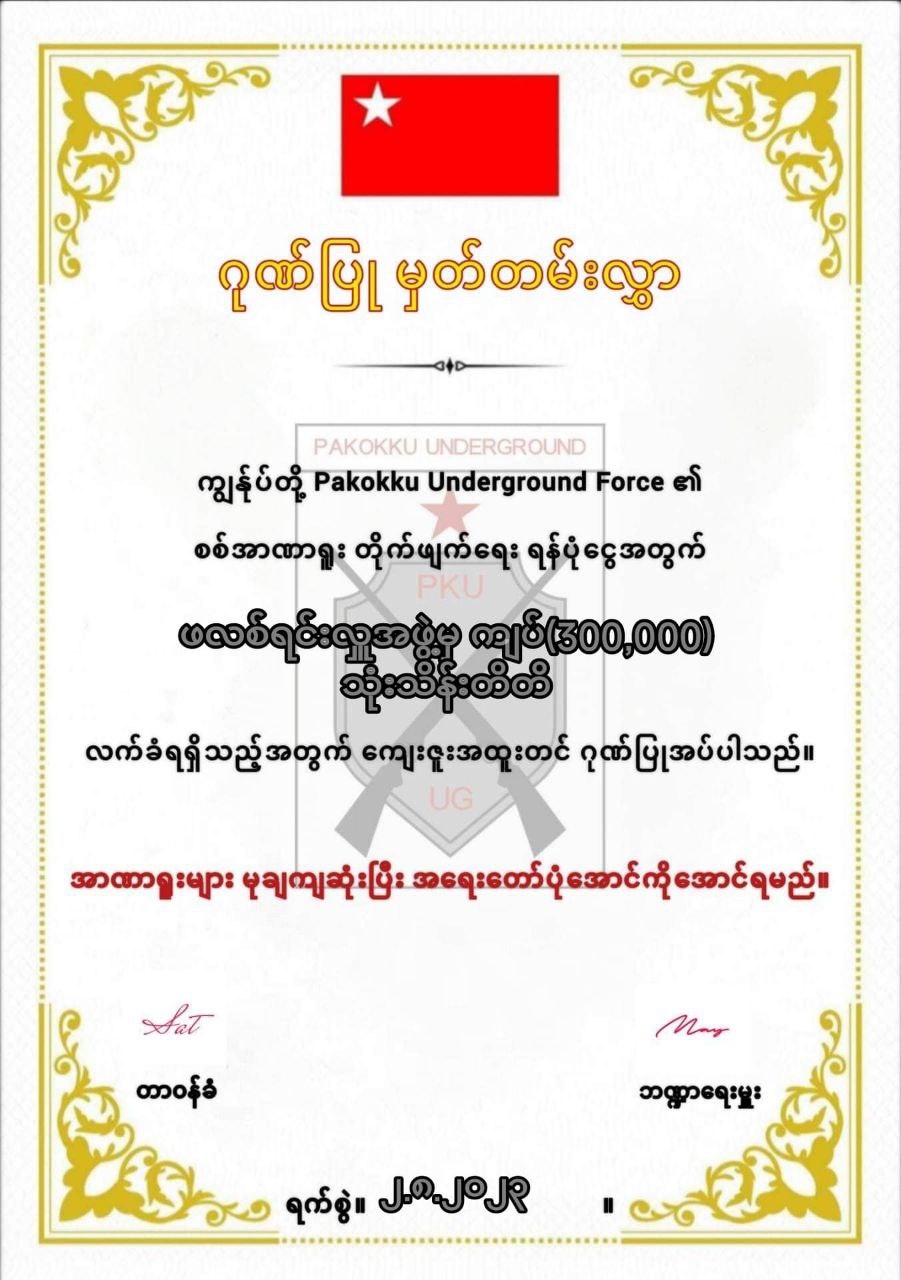 ဂုဏ်ပြု မှတ်တမ်းလွှာ
PAKOKKU UNDERGROUND
ကျွန်ုပ်တို့ Pakokku Underground Force ၏
စစ်အာဏာရူး တိုက်ဖျက်ရေး ရန်ပုံငွေအတွက်
PKU
ဖလစ်ရင်းလှူအဖွဲ့မှ ကျပ်(300,000)
သုံးသိန်းတိတိ
လက်ခံရရှိသည့်အတွက် ကျေးဇူးအထူးတင် ဂုဏ်ပြုအပ်ပါသည်။
UG
အာဏာရူးများ မုချကျဆုံးပြီး အရေးတော်ပုံအောင်ကိုအောင်ရမည်။
Sat May
တာဝန်ခံ ဘဏ္ဍာရေးမှူး
ရက်စွဲ။ ၂.၈.၂၀၂၃ ။